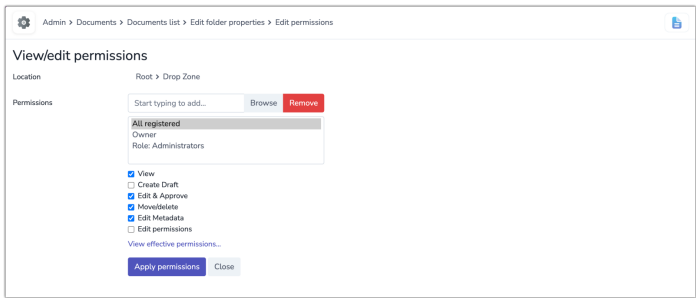 Admin > Documents > Documents list > Edit folder properties > Edit permissions
View/edit permissions
Location Root > Drop Zone
Permissions Start typing to add... Browse Remove
All registered
Owner
Role: Administrators
View
Create Draft
Edit & Approve
Move/delete
Edit Metadata
Edit permissions
View effective permissions...
Apply permissions Close